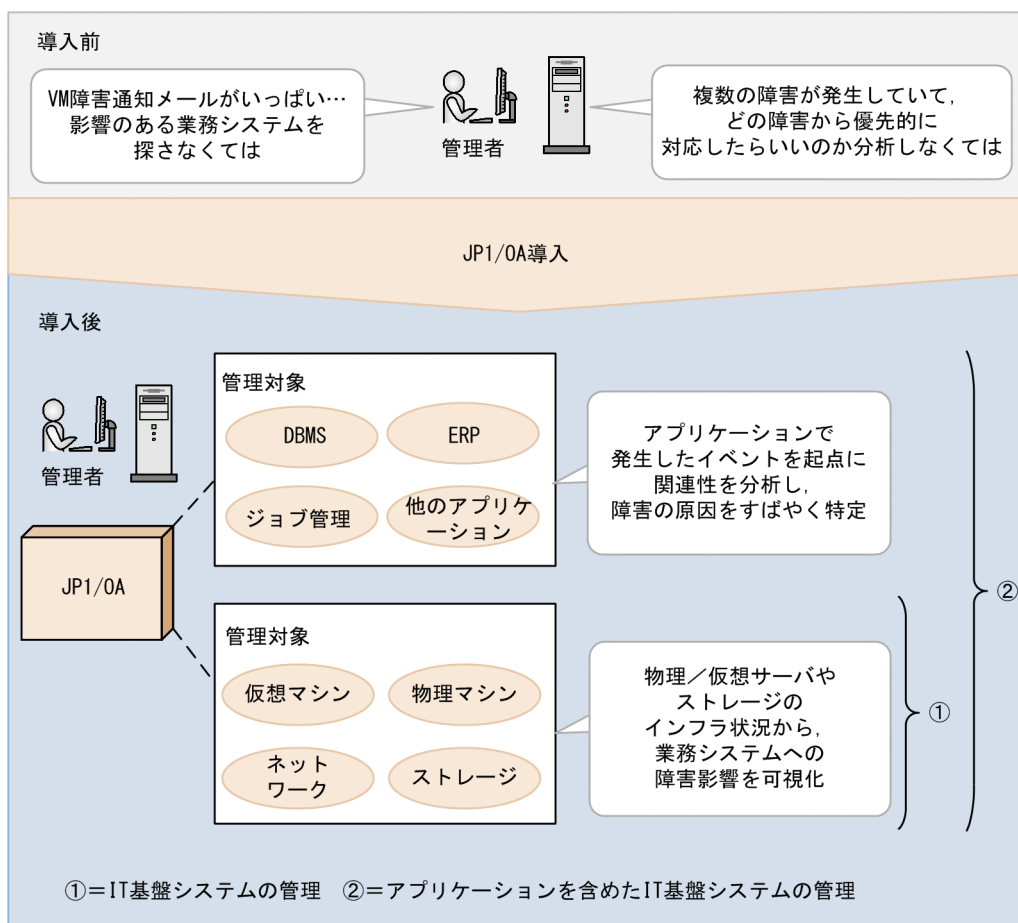 導入前
VM障害通知メールがいっぱい…
影響のある業務システムを
探さなくては
管理者
複数の障害が発生していて,
どの障害から優先的に
対応したらいいのか分析しなくては
JP1/OA導入
導入後
管理者
JP1/OA
管理対象
DBMS
ERP
ジョブ管理
他のアプリケ
ーション
アプリケーションで
発生したイベントを起点に
関連性を分析し,
障害の原因をすばやく特定
管理対象
仮想マシン
物理マシン
ネット
ワーク
ストレージ
物理／仮想サーバや
ストレージの
インフラ状況から,
業務システムへの
障害影響を可視化
①
②
①＝IT基盤システムの管理　②＝アプリケーションを含めたIT基盤システムの管理